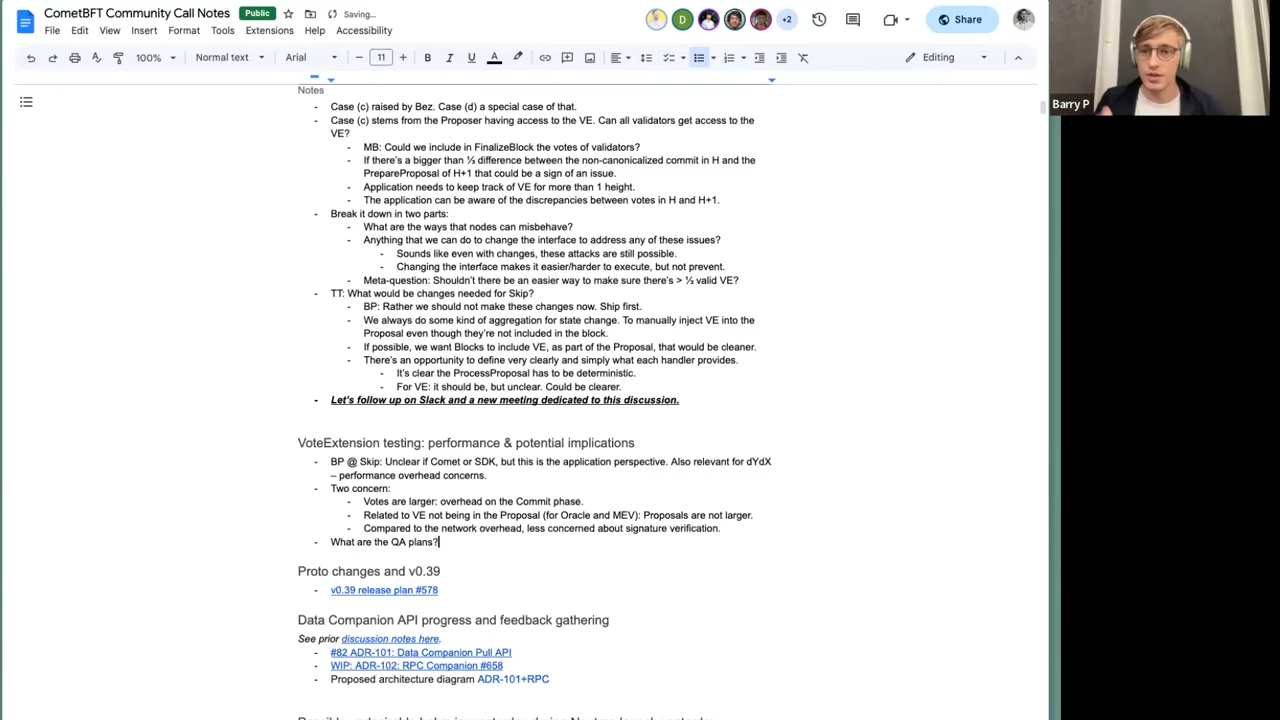 CometBFT Community Call Notes
Public
Saving...
File Edit View Insert Format Tools Extensions Help Accessibility
D
+2
Share
100%
Normal text
Arial
11
B I U A
Editing
Barry P
Notes
- Case (c) raised by Bez. Case (d) a special case of that.
- Case (c) stems from the Proposer having access to the VE. Can all validators get access to the
VE?
- MB: Could we include in FinalizeBlock the votes of validators?
- If there's a bigger than ⅓ difference between the non-canonicalized commit in H and the
PrepareProposal of H+1 that could be a sign of an issue.
- Application needs to keep track of VE for more than 1 height.
- The application can be aware of the discrepancies between votes in H and H+1.
- Break it down in two parts:
- What are the ways that nodes can misbehave?
- Anything that we can do to change the interface to address any of these issues?
- Sounds like even with changes, these attacks are still possible.
- Changing the interface makes it easier/harder to execute, but not prevent.
- Meta-question: Shouldn't there be an easier way to make sure there's > ⅓ valid VE?
- TT: What would be changes needed for Skip?
- BP: Rather we should not make these changes now. Ship first.
- We always do some kind of aggregation for state change. To manually inject VE into the
Proposal even though they're not included in the block.
- If possible, we want Blocks to include VE, as part of the Proposal, that would be cleaner.
- There's an opportunity to define very clearly and simply what each handler provides.
- It's clear the ProcessProposal has to be deterministic.
- For VE: it should be, but unclear. Could be clearer.
- Let's follow up on Slack and a new meeting dedicated to this discussion.
VoteExtension testing: performance & potential implications
- BP @ Skip: Unclear if Comet or SDK, but this is the application perspective. Also relevant for dYdX
– performance overhead concerns.
- Two concern:
- Votes are larger: overhead on the Commit phase.
- Related to VE not being in the Proposal (for Oracle and MEV): Proposals are not larger.
- Compared to the network overhead, less concerned about signature verification.
- What are the QA plans?
Proto changes and v0.39
- v0.39 release plan #578
Data Companion API progress and feedback gathering
See prior discussion notes here.
- #82 ADR-101: Data Companion Pull API
- WIP: ADR-102: RPC Companion #658
- Proposed architecture diagram ADR-101+RPC